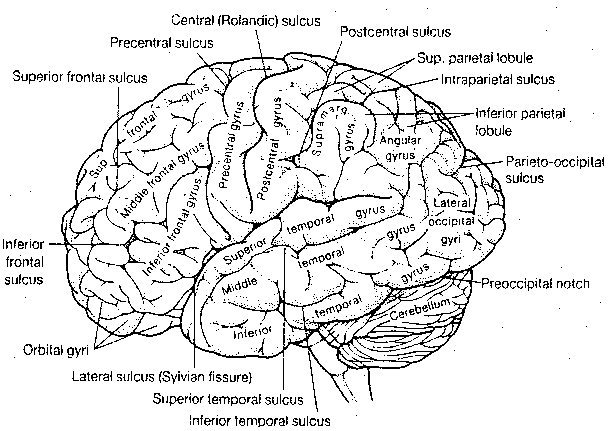 Central (Rolandic) sulcus
Postcentral sulcus
Precentral sulcus
Sup. parietal lobule
Superior frontal sulcus
Intraparietal sulcus
Inferior parietal
lobule
Parieto-occipital
sulcus
Sup. frontal gyrus
Middle frontal gyrus
Inferior frontal gyrus
Precentral gyrus
Postcentral gyrus
Supramarg. gyrus
Angular
gyrus
Lateral
occipital
gyri
Superior temporal gyrus
Middle temporal gyrus
Inferior temporal gyrus
Cerebellum
Inferior
frontal
sulcus
Preoccipital notch
Orbital gyri
Lateral sulcus (Sylvian fissure)
Superior temporal sulcus
Inferior temporal sulcus